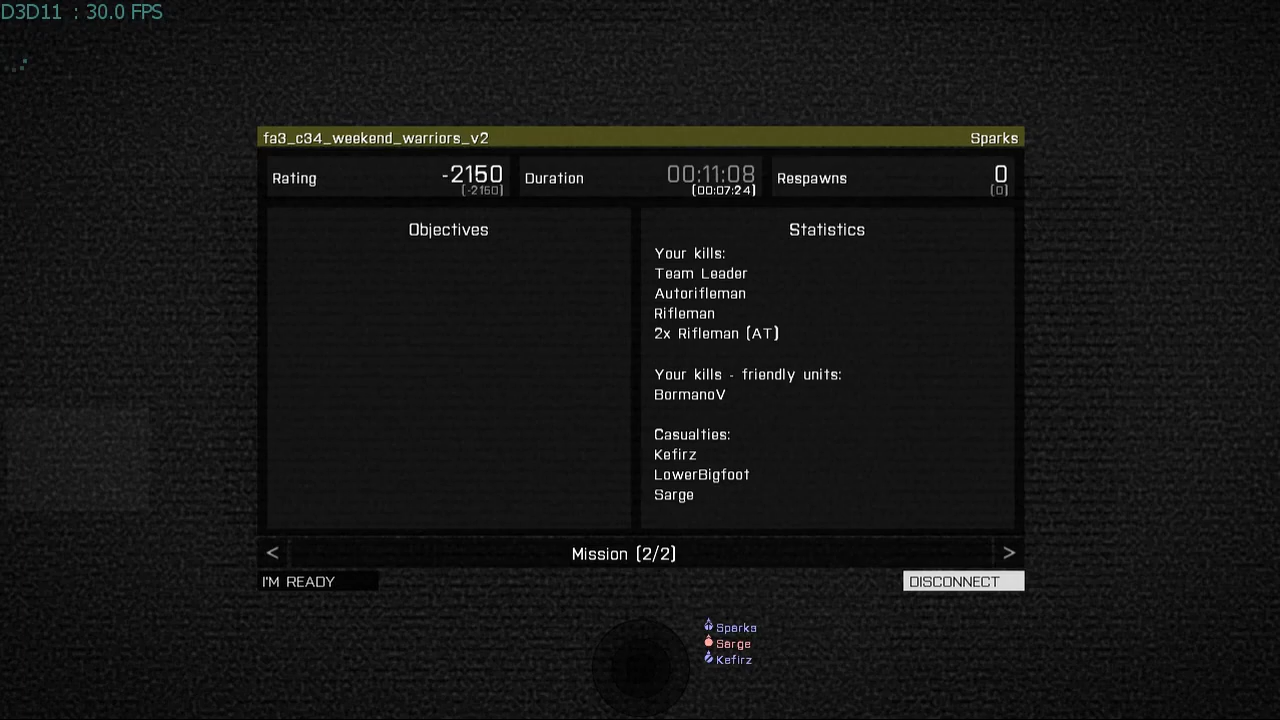 D3D11 : 30.0 FPS
fa3_c34_weekend_warriors_v2 Sparks
Rating -2150 (-2150) Duration 00:11:08 (00:07:24) Respawns 0 (0)
Objectives
Statistics
Your kills:
Team Leader
Autorifleman
Rifleman
2x Rifleman (AT)
Your kills - friendly units:
BormanoV
Casualties:
Kefirz
LowerBigfoot
Sarge
< Mission (2/2) >
I'M READY DISCONNECT
Sparks
Sarge
Kefirz